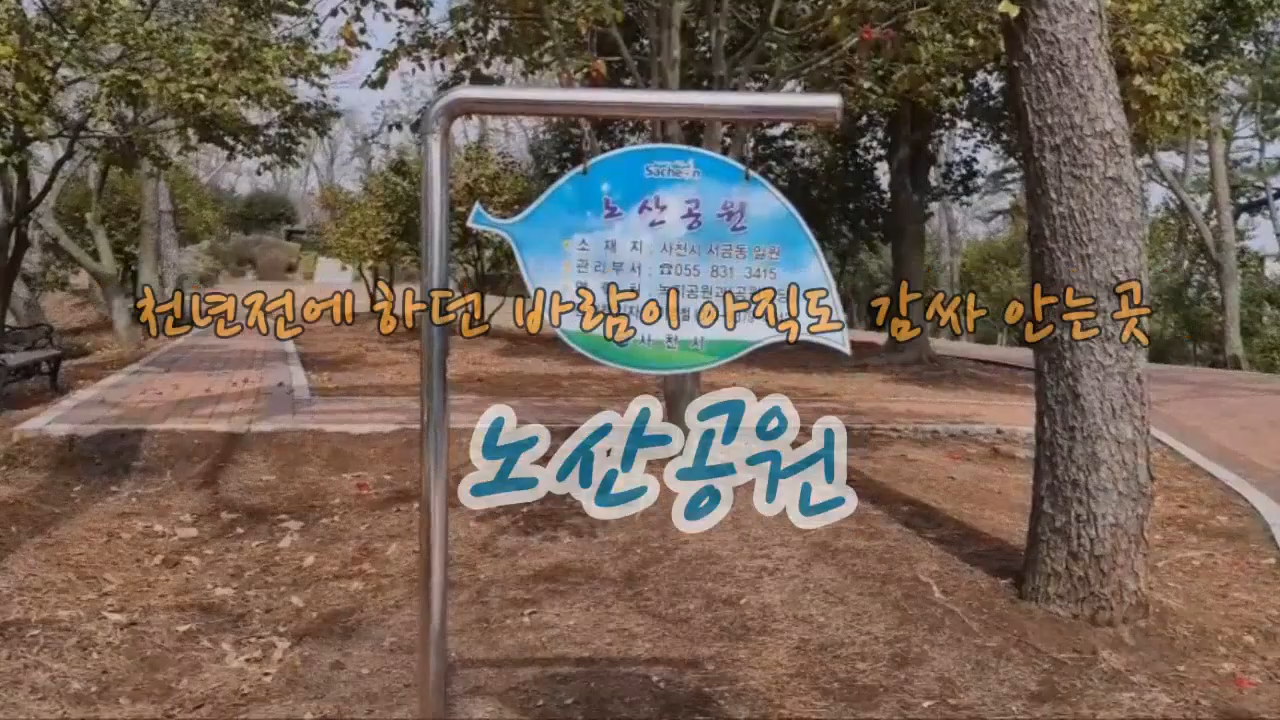 Sacheon
노산공원
소 재 지 : 사천시 서금동 일원
관리부서 : ☎055 831 3415
천년전에 하던 바람이 아직도 감싸 안는곳
사 천 시
노산공원